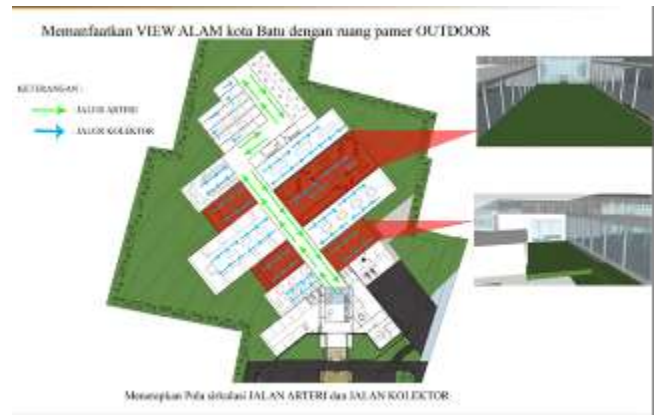 Memanfaatkan VIEW ALAM kota Batu dengan ruang pamer OUTDOOR
KETERANGAN :
JALUR ARTERI
JALUR KOLEKTOR
Menerapkan Pola sirkulasi JALAN ARTERI dan JALAN KOLEKTOR